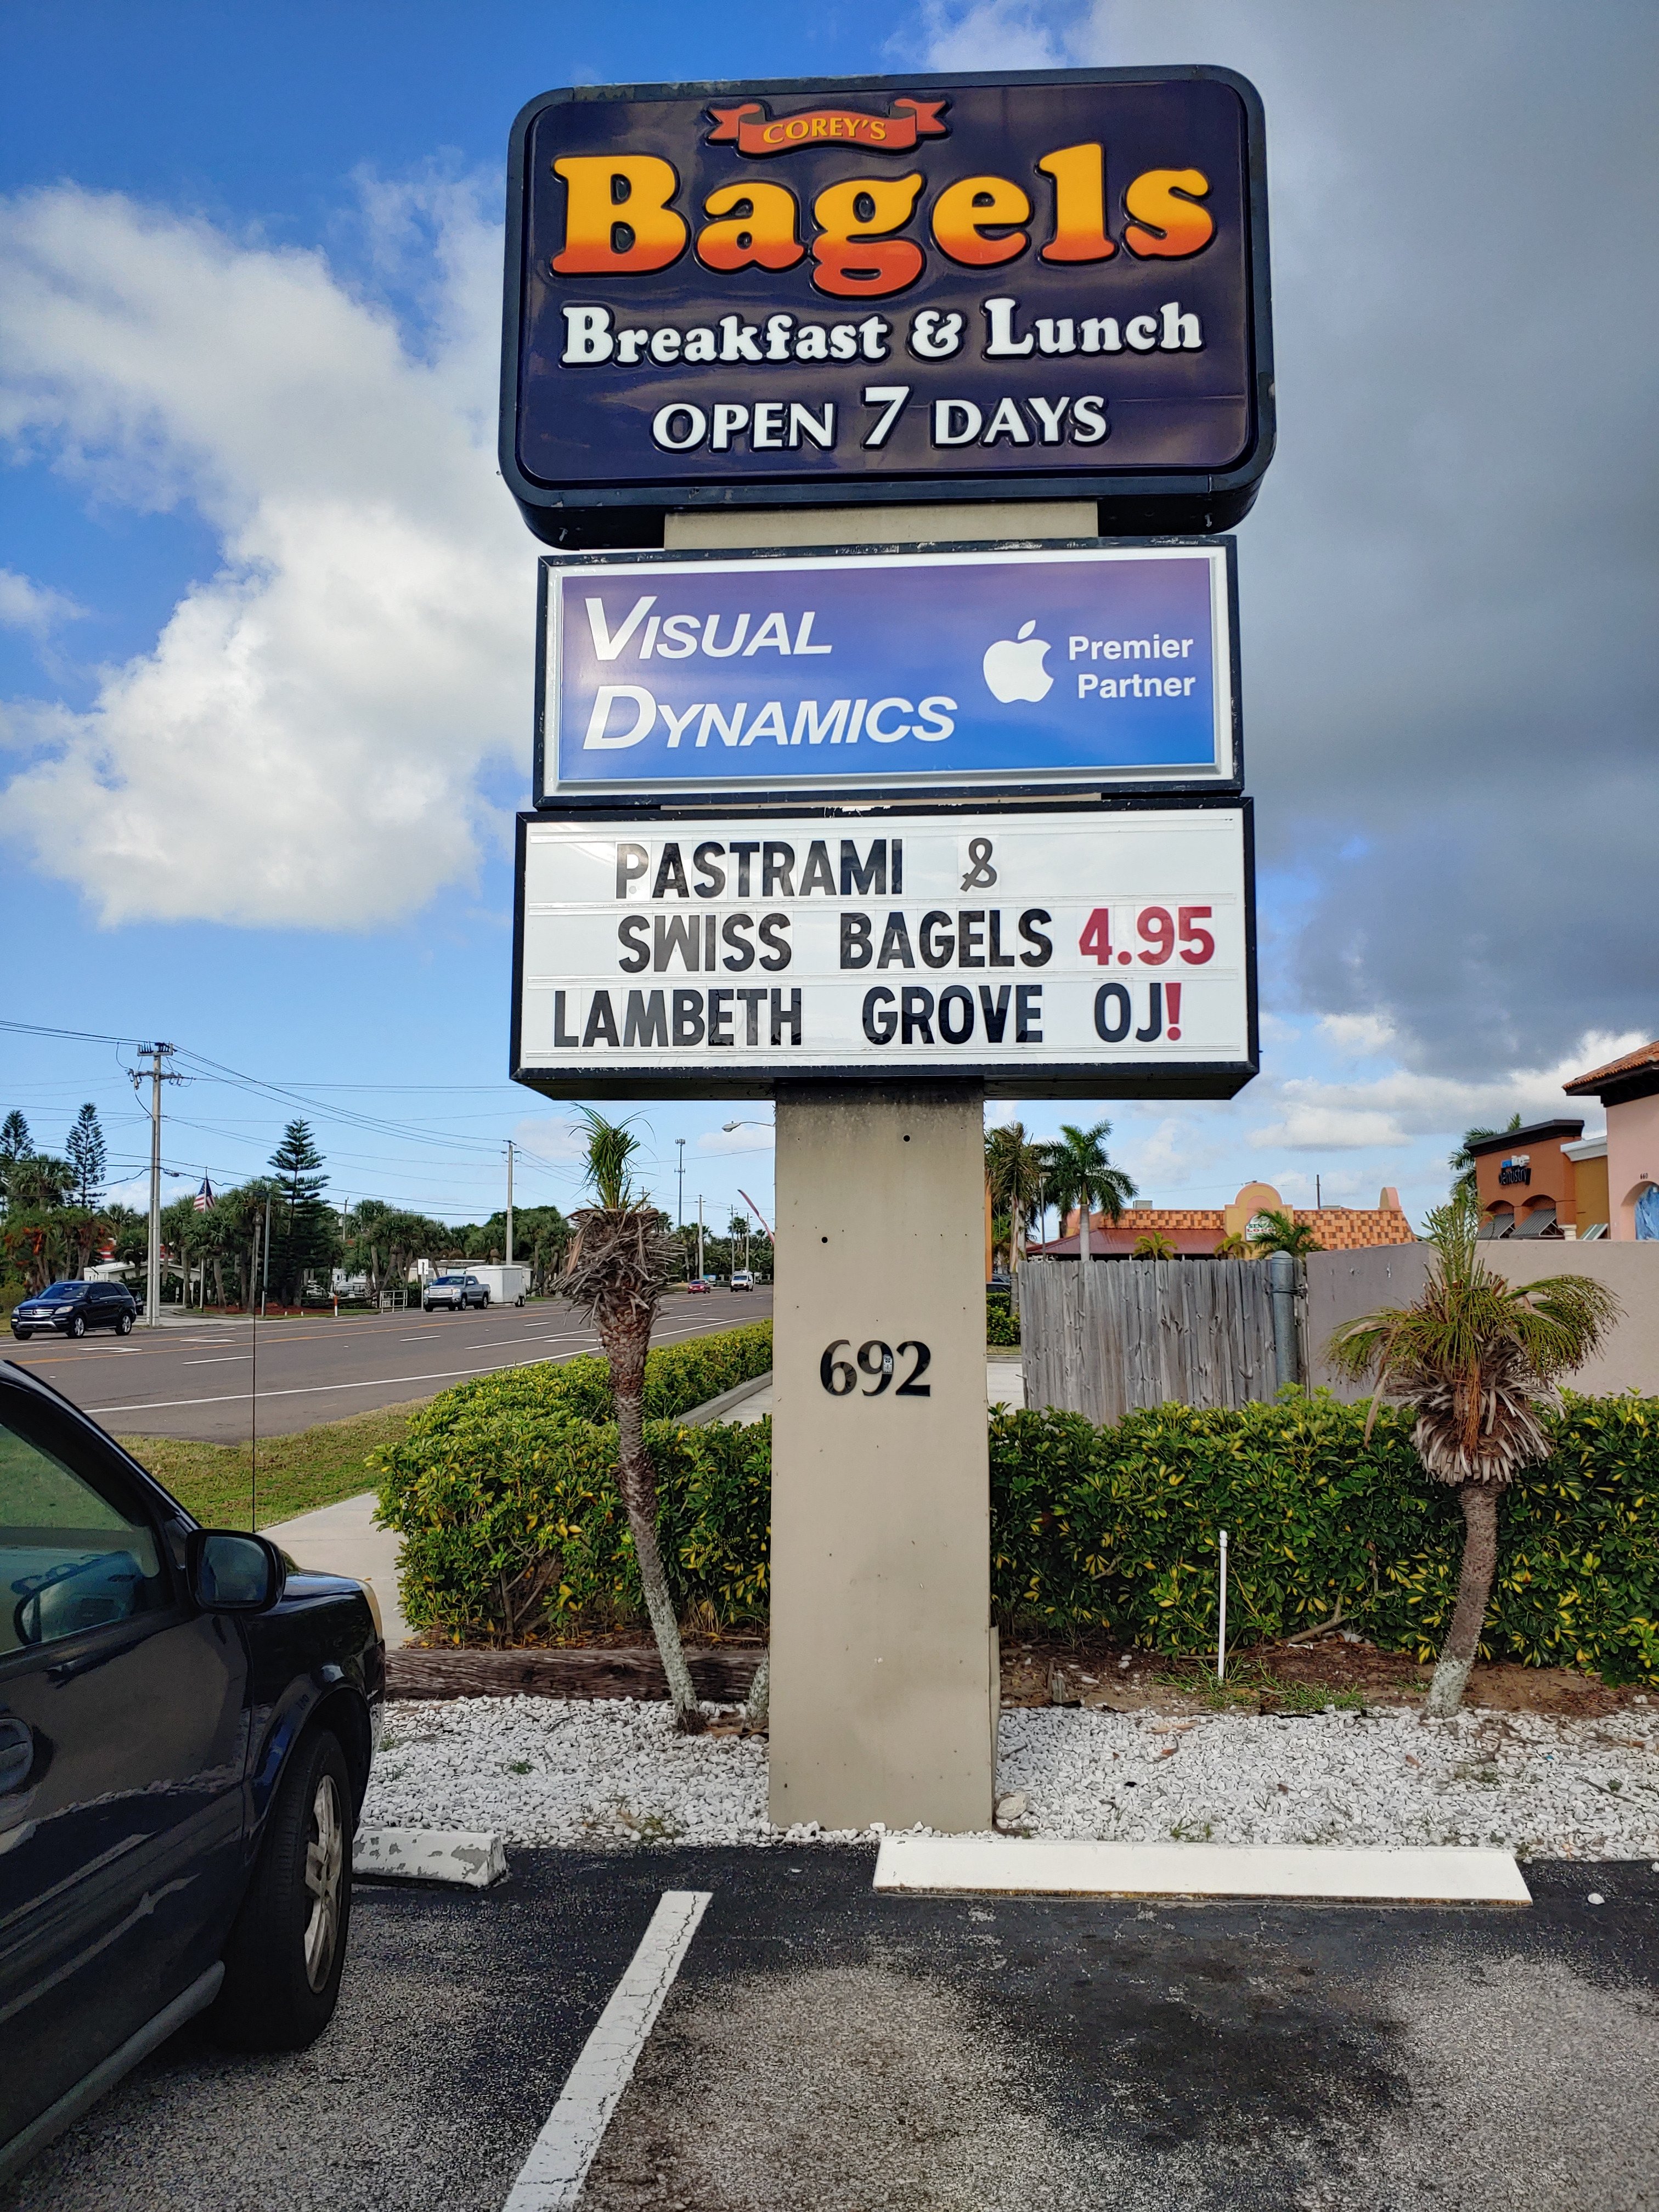 COREY'S
Bagels
Breakfast & Lunch
OPEN 7 DAYS
VISUAL
DYNAMICS
Premier
Partner
PASTRAMI &
SWISS BAGELS 4.95
LAMBETH GROVE OJ!
692